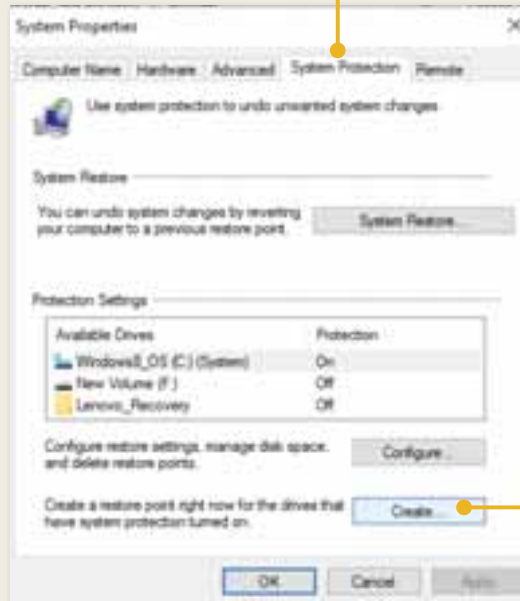 System Properties
Computer Name Hardware Advanced System Protection Remote
Use system protection to undo unwanted system changes.
System Restore
You can undo system changes by reverting
your computer to a previous restore point.
System Restore...
Protection Settings
Available Drives Protection
Windows8_OS (C:) (System) On
New Volume (F:) Off
Lenovo_Recovery Off
Configure restore settings, manage disk space,
and delete restore points.
Configure...
Create a restore point right now for the drives that
have system protection turned on.
Create...
OK Cancel Apply